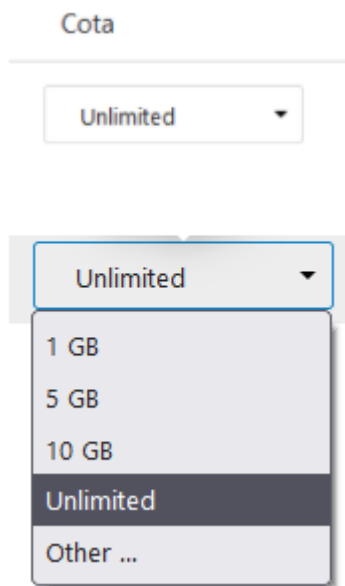 Cota
Unlimited
Unlimited
1 GB
5 GB
10 GB
Unlimited
Other ...